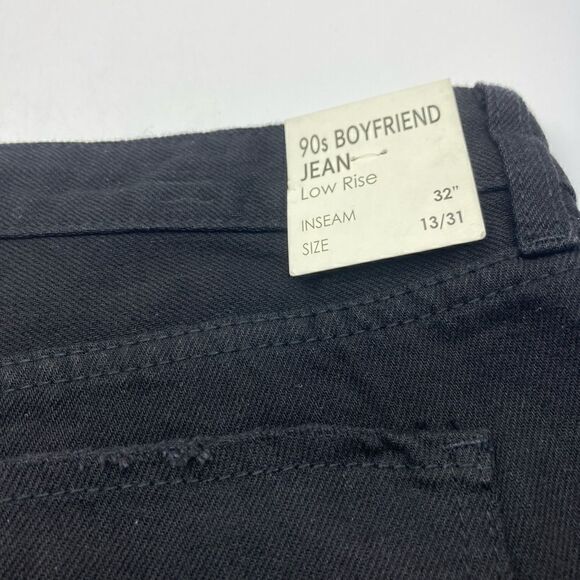 90s BOYFRIEND
JEAN
Low Rise
INSEAM 32"
SIZE 13/31